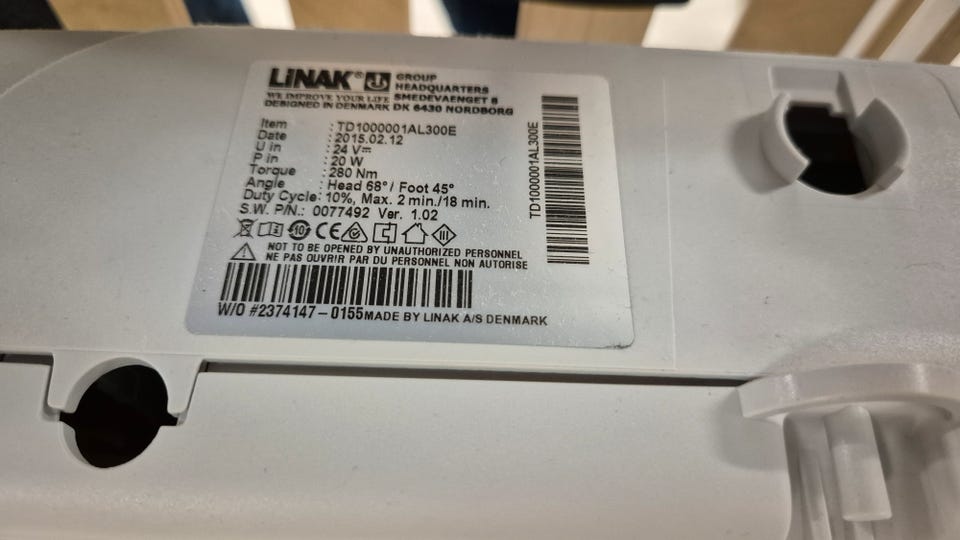 LINAK® GROUP
HEADQUARTERS
WE IMPROVE YOUR LIFE SMEDEVAENGET 8
DESIGNED IN DENMARK DK 6430 NORDBORG
Item : TD1000001AL300E
Date : 2015.02.12
U in : 24 V⎓
P in : 20 W
Torque : 280 Nm
Angle : Head 68°/ Foot 45°
Duty Cycle: 10%, Max. 2 min./18 min.
S.W. P/N.: 0077492 Ver. 1.02
10 CE
NOT TO BE OPENED BY UNAUTHORIZED PERSONNEL
NE PAS OUVRIR PAR DU PERSONNEL NON AUTORISE
W/O #2374147-0155 MADE BY LINAK A/S DENMARK
TD1000001AL300E